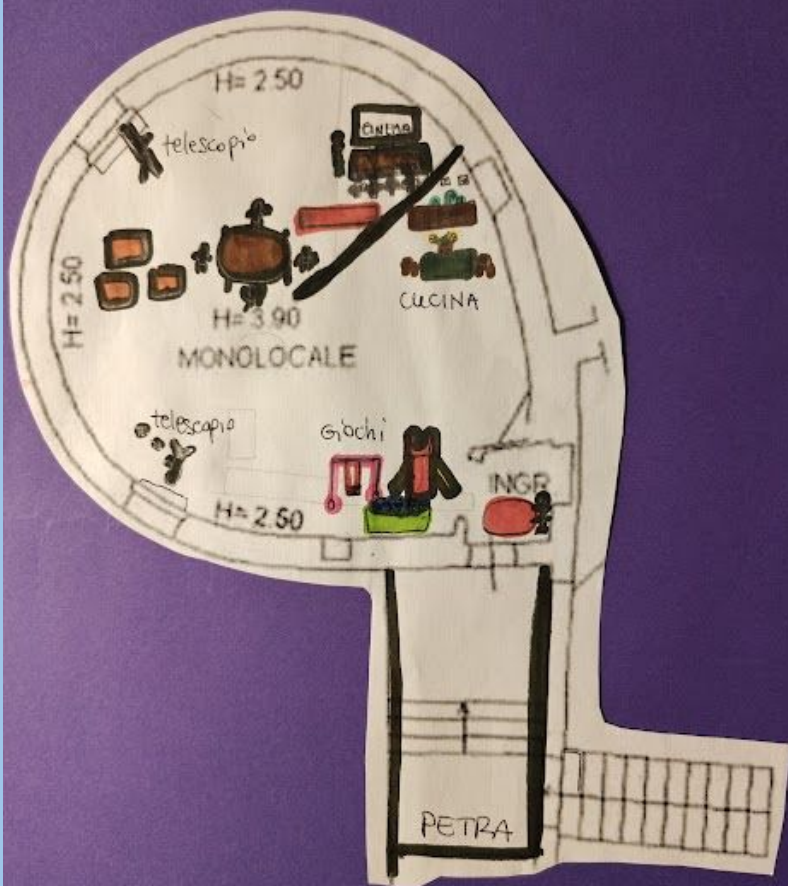 H= 2.50
CINEMA
telescopio
H= 2.50
CUCINA
H= 3.90
MONOLOCALE
telescopio
Giochi
INGR
H= 2.50
PETRA